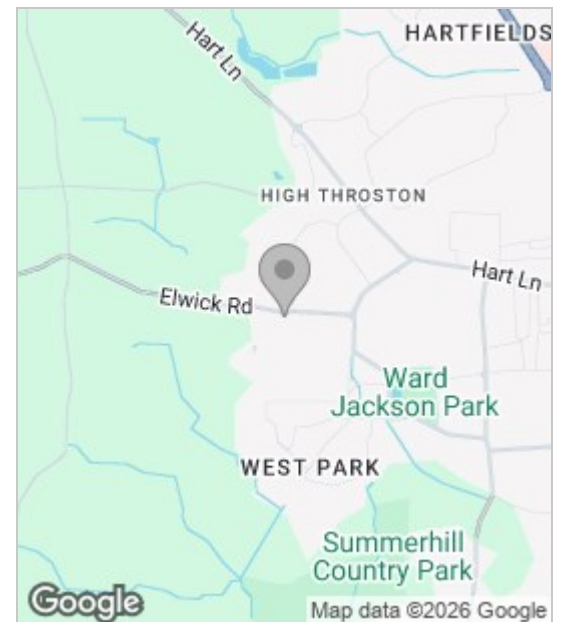 HARTFIELDS
Hart Ln
HIGH THROSTON
Hart Ln
Elwick Rd
Ward
Jackson Park
WEST PARK
Summerhill
Country Park
Google
Map data ©2026 Google